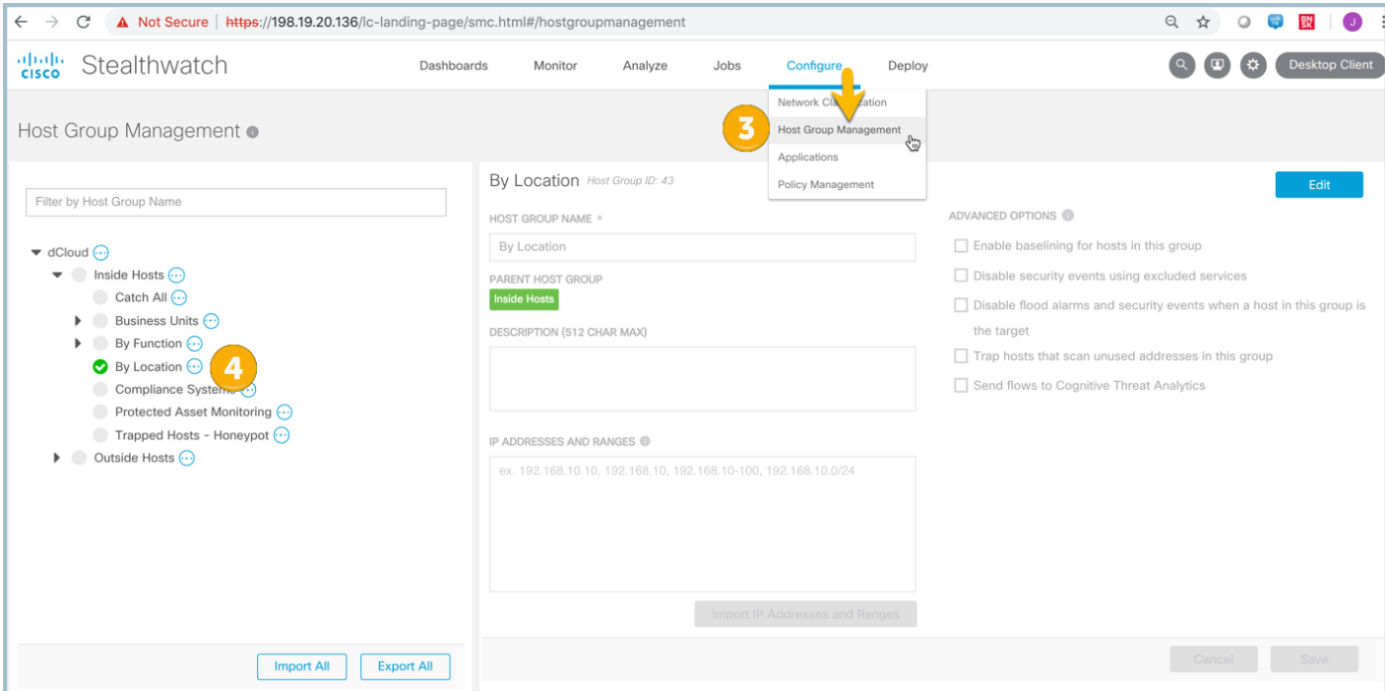 Not Secure | https://198.19.20.136/lc-landing-page/smc.html#/hostgroupmanagement
J
CISCO Stealthwatch
Dashboards Monitor Analyze Jobs Configure Deploy
Desktop Client
Network
Host Group Management
3
Host Group Management
Applications
Policy Management
Filter by Host Group Name
dCloud
Inside Hosts
Catch All
Business Units
By Function
By Location
4
Compliance Systems
Protected Asset Monitoring
Trapped Hosts - Honeypot
Outside Hosts
Import All Export All
By Location Host Group ID: 43
Edit
HOST GROUP NAME *
By Location
PARENT HOST GROUP
Inside Hosts
DESCRIPTION (512 CHAR MAX)
IP ADDRESSES AND RANGES
ex. 192.168.10.10, 192.168.10, 192.168.10-100, 192.168.10.0/24
Import IP Addresses and Ranges
ADVANCED OPTIONS
Enable baselining for hosts in this group
Disable security events using excluded services
Disable flood alarms and security events when a host in this group is
the target
Trap hosts that scan unused addresses in this group
Send flows to Cognitive Threat Analytics
Cancel Save